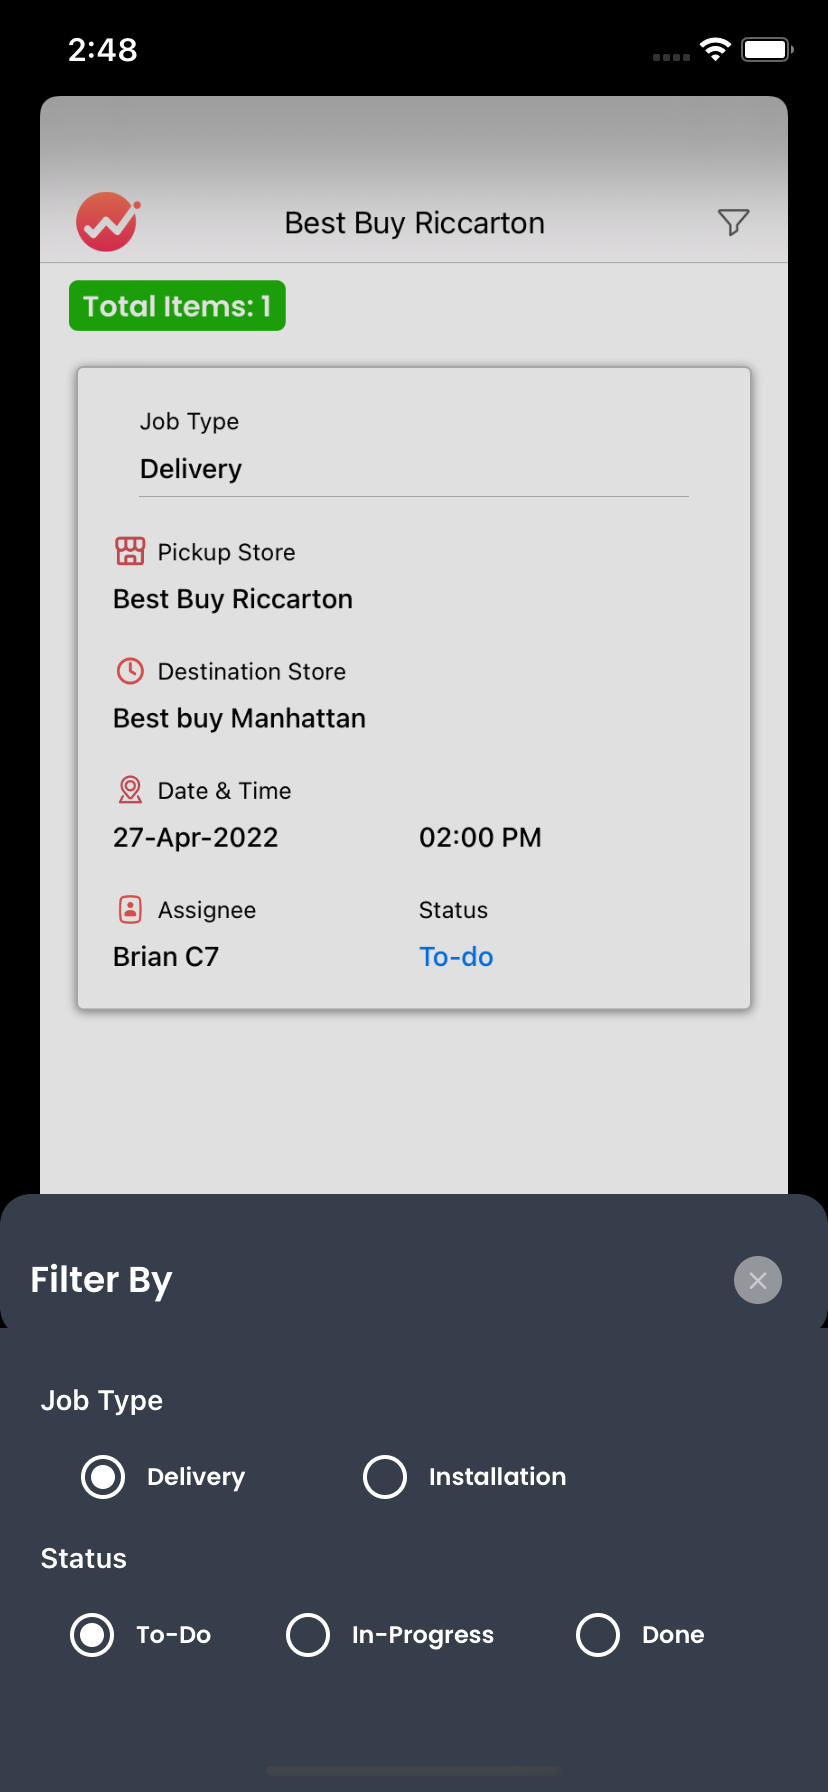 2:48
Best Buy Riccarton
Total Items: 1
Job Type
Delivery
Pickup Store
Best Buy Riccarton
Destination Store
Best buy Manhattan
Date & Time
27-Apr-2022 02:00 PM
Assignee Status
Brian C7 To-do
Filter By
Job Type
Delivery Installation
Status
To-Do In-Progress Done